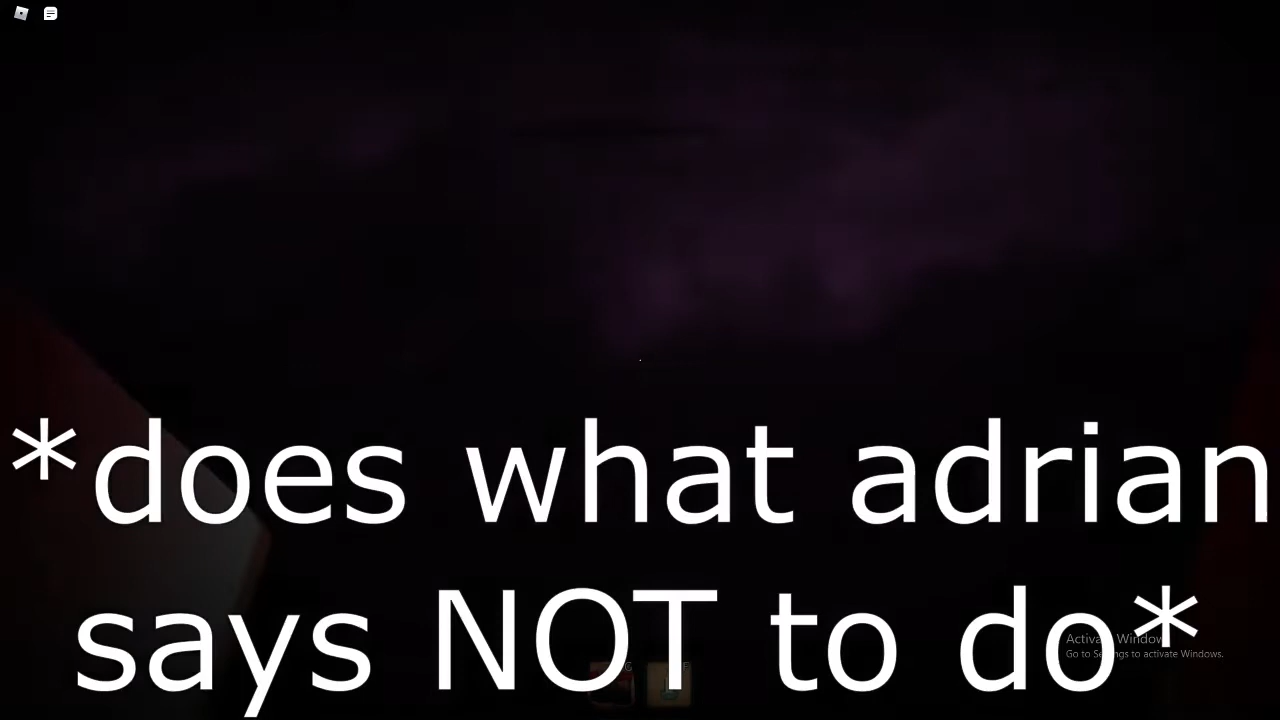 *does what adrian
says NOT to do*
Activate Windows
Go to Settings to activate Windows.